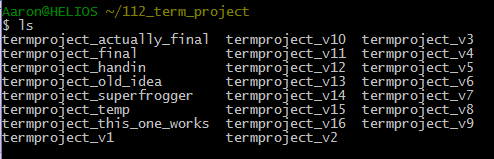 Aaron@HELIOS ~/112_term_project
$ ls
termproject_actually_final termproject_v10 termproject_v3
termproject_final termproject_v11 termproject_v4
termproject_handin termproject_v12 termproject_v5
termproject_old_idea termproject_v13 termproject_v6
termproject_superfrogger termproject_v14 termproject_v7
termproject_temp termproject_v15 termproject_v8
termproject_this_one_works termproject_v16 termproject_v9
termproject_v1 termproject_v2